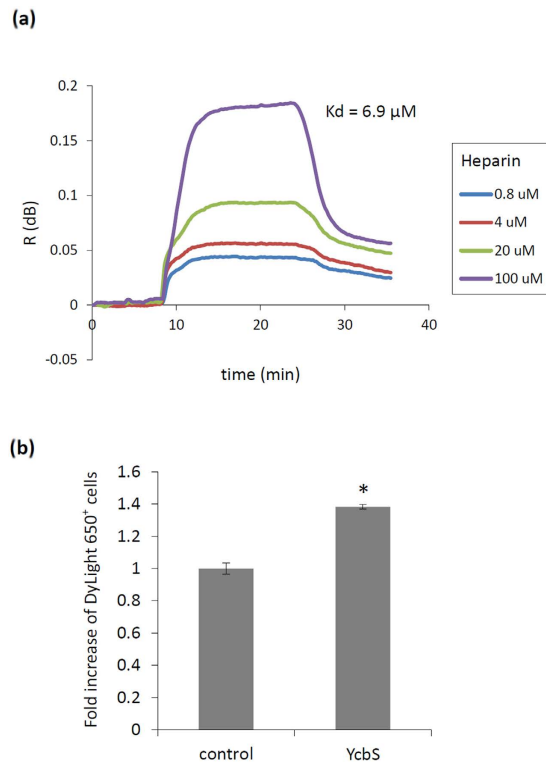 (a)
0.2
0.15
0.1
0.05
0
-0.05
R (dB)
0
10
20
30
40
time (min)
Kd = 6.9 µM
Heparin
0.8 uM
4 uM
20 uM
100 uM
(b)
1.6
1.4
1.2
1
0.8
0.6
0.4
0.2
0
Fold increase of DyLight 650⁺ cells
*
control
YcbS